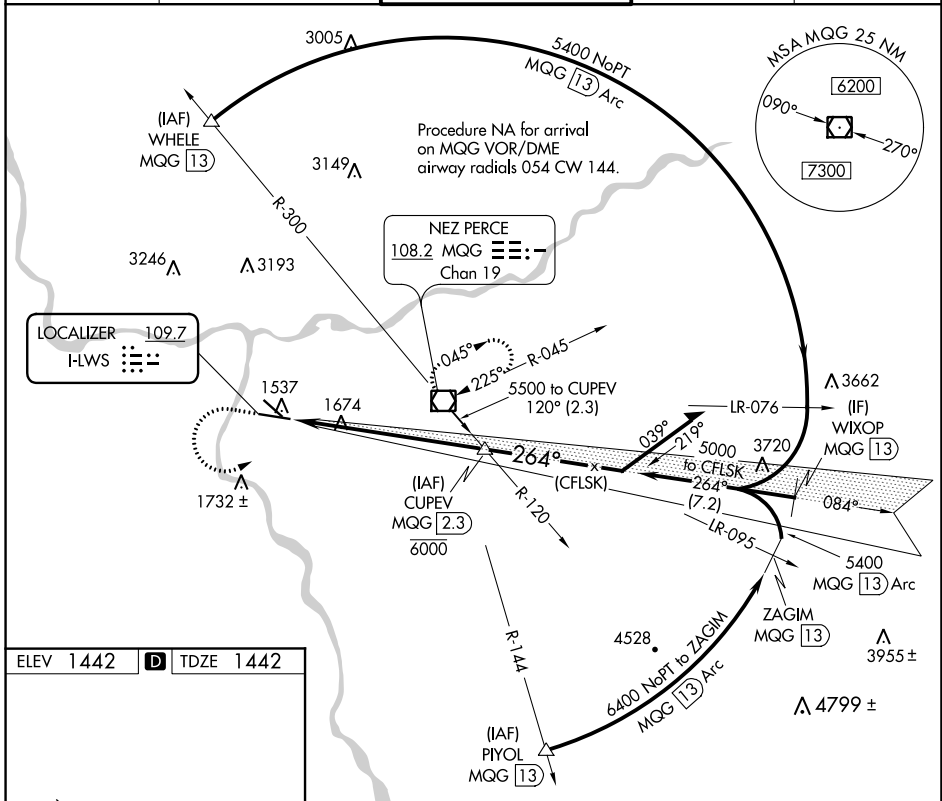 3005
5400 NoPT
MQG 13 Arc
MSA MQG 25 NM
6200
090°
270°
7300
(IAF)
WHELE
MQG 13
Procedure NA for arrival
on MQG VOR/DME
airway radials 054 CW 144.
3149
R-300
NEZ PERCE
108.2 MQG
Chan 19
3246
3193
LOCALIZER 109.7
I-LWS
045°
R-045
225°
5500 to CUPEV
120° (2.3)
1537
1674
3662
LR-076
(IF)
WIXOP
MQG 13
039°
219°
5000
to CFLSK
3720
264°
(CFLSK)
x
264°
(7.2)
084°
1732 ±
(IAF)
CUPEV
MQG 2.3
6000
R-120
LR-095
5400
MQG 13 Arc
ZAGIM
MQG 13
R-144
4528
3955 ±
6400 NoPT to ZAGIM
MQG 13 Arc
4799 ±
(IAF)
PIYOL
MQG 13
ELEV 1442 D TDZE 1442